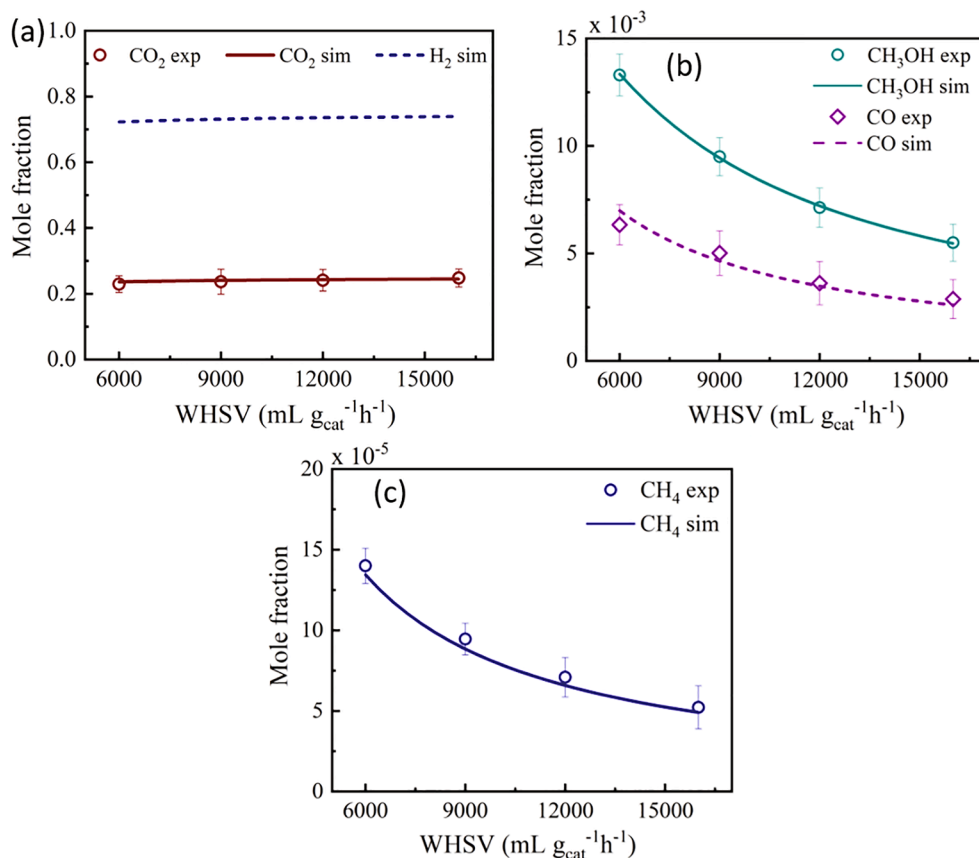 (a)
CO₂ exp CO₂ sim H₂ sim
Mole fraction
1.0
0.8
0.6
0.4
0.2
0.0
6000 9000 12000 15000
WHSV (mL g_cat⁻¹h⁻¹)
x 10⁻³
(b)
CH₃OH exp
CH₃OH sim
CO exp
CO sim
Mole fraction
15
10
5
0
6000 9000 12000 15000
WHSV (mL g_cat⁻¹h⁻¹)
x 10⁻⁵
(c)
CH₄ exp
CH₄ sim
Mole fraction
20
15
10
5
0
6000 9000 12000 15000
WHSV (mL g_cat⁻¹h⁻¹)